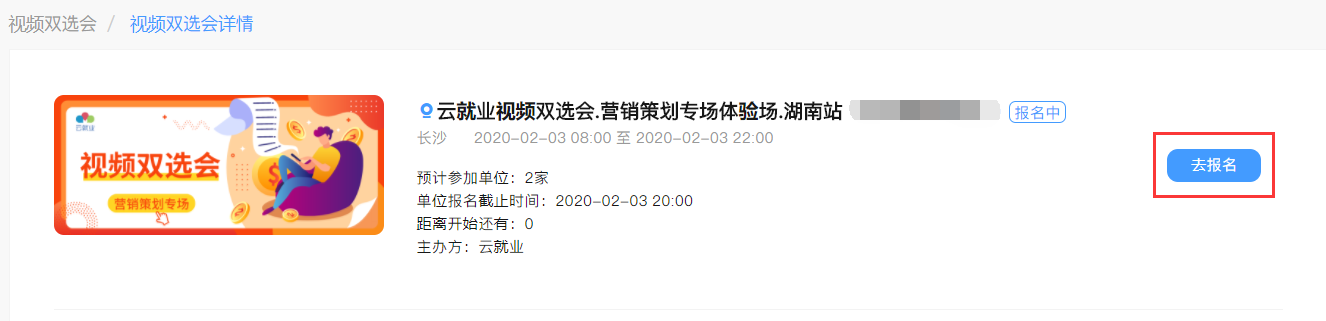 视频双选会 / 视频双选会详情
云就业
视频双选会
营销策划专场
云就业视频双选会.营销策划专场体验场.湖南站 报名中
长沙 2020-02-03 08:00 至 2020-02-03 22:00
去报名
预计参加单位：2家
单位报名截止时间：2020-02-03 20:00
距离开始还有：0
主办方：云就业